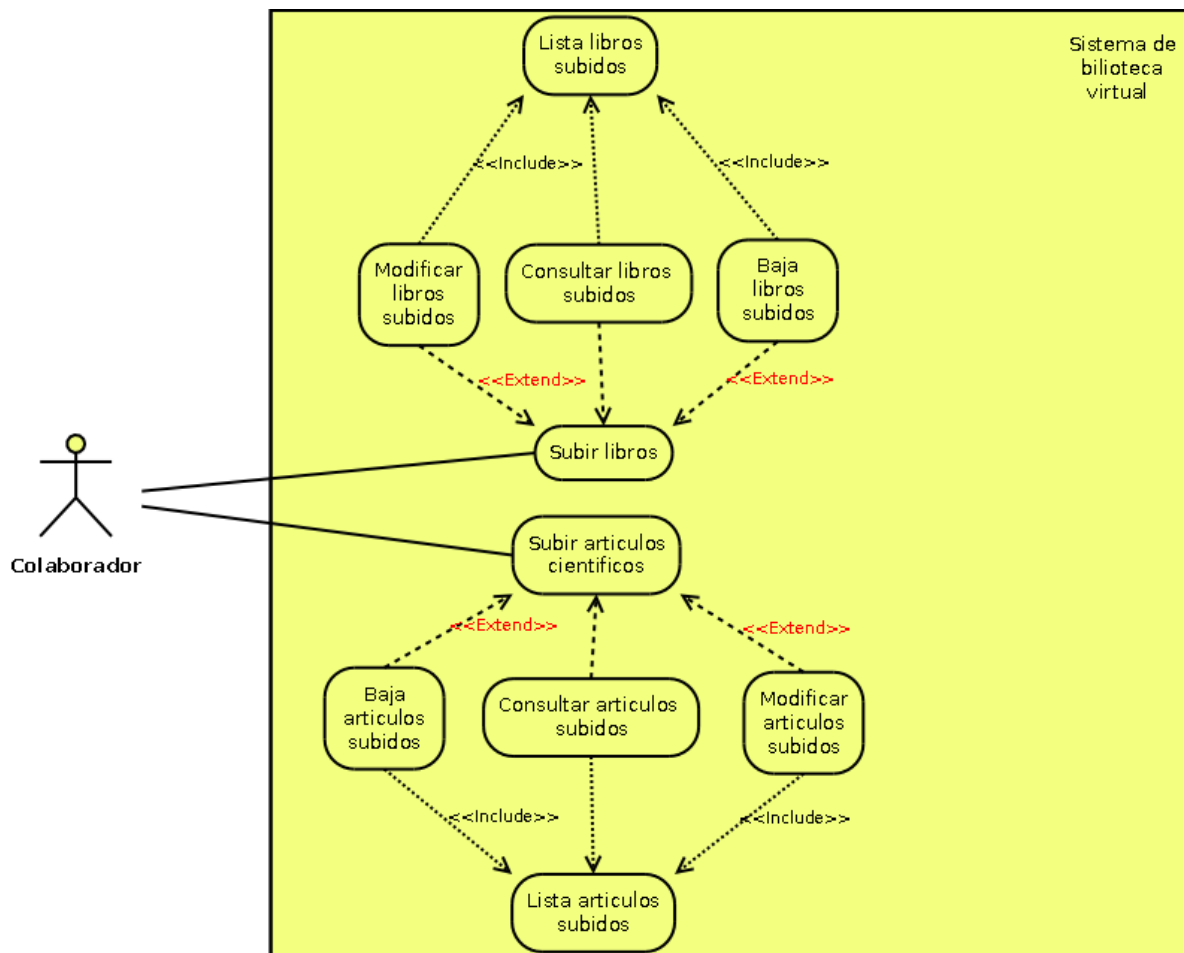 Lista libros
subidos
Sistema de
bilioteca
virtual
<<Include>>
<<Include>>
Modificar
libros
subidos
Consultar libros
subidos
Baja
libros
subidos
<<Extend>>
<<Extend>>
Subir libros
Colaborador
Subir articulos
cientificos
<<Extend>>
<<Extend>>
Baja
articulos
subidos
Consultar articulos
subidos
Modificar
articulos
subidos
<<Include>>
<<Include>>
Lista articulos
subidos